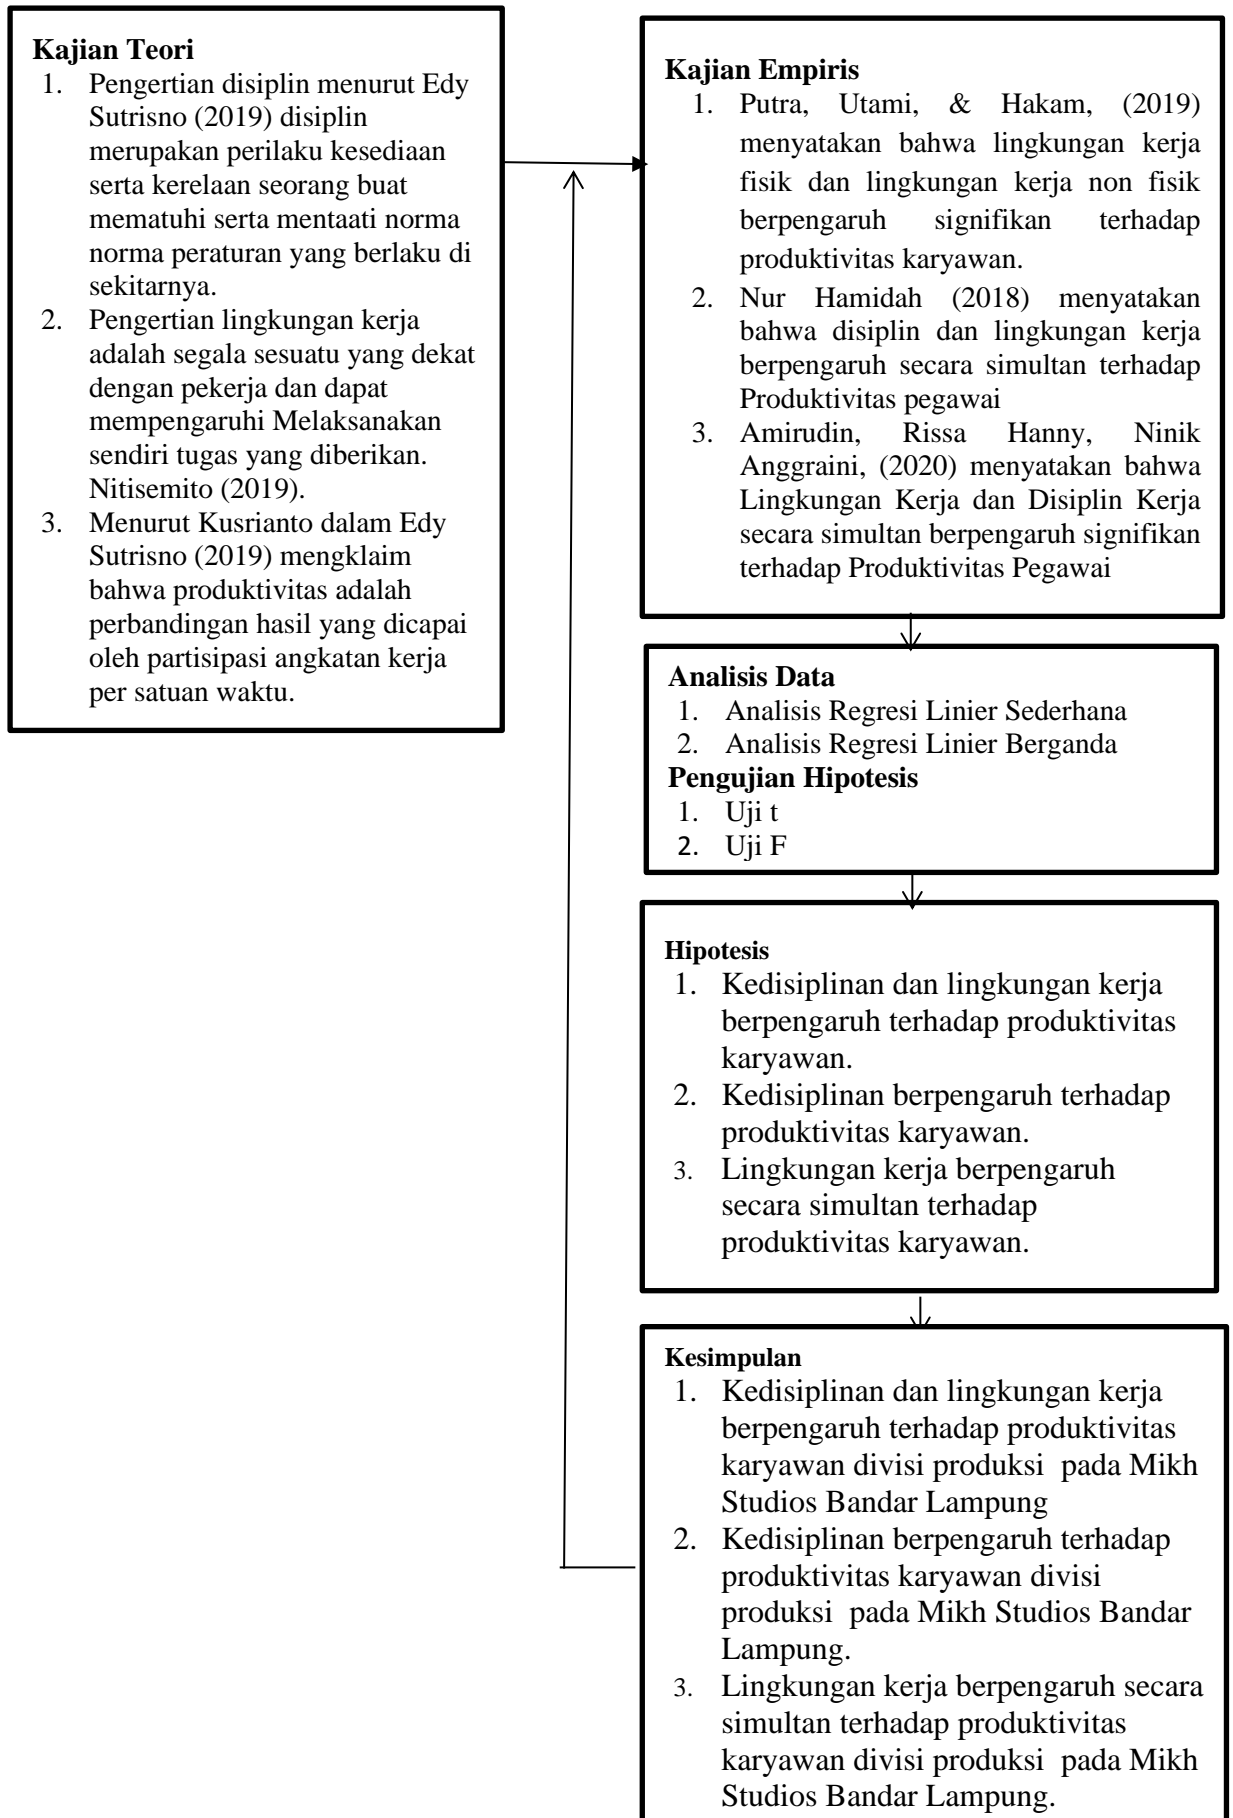 Kajian Teori
1. Pengertian disiplin menurut Edy
Sutrisno (2019) disiplin
merupakan perilaku kesediaan
serta kerelaan seorang buat
mematuhi serta mentaati norma
norma peraturan yang berlaku di
sekitarnya.
2. Pengertian lingkungan kerja
adalah segala sesuatu yang dekat
dengan pekerja dan dapat
mempengaruhi Melaksanakan
sendiri tugas yang diberikan.
Nitisemito (2019).
3. Menurut Kusrianto dalam Edy
Sutrisno (2019) mengklaim
bahwa produktivitas adalah
perbandingan hasil yang dicapai
oleh partisipasi angkatan kerja
per satuan waktu.
Kajian Empiris
1. Putra, Utami, & Hakam, (2019)
menyatakan bahwa lingkungan kerja
fisik dan lingkungan kerja non fisik
berpengaruh signifikan terhadap
produktivitas karyawan.
2. Nur Hamidah (2018) menyatakan
bahwa disiplin dan lingkungan kerja
berpengaruh secara simultan terhadap
Produktivitas pegawai
3. Amirudin, Rissa Hanny, Ninik
Anggraini, (2020) menyatakan bahwa
Lingkungan Kerja dan Disiplin Kerja
secara simultan berpengaruh signifikan
terhadap Produktivitas Pegawai
Analisis Data
1. Analisis Regresi Linier Sederhana
2. Analisis Regresi Linier Berganda
Pengujian Hipotesis
1. Uji t
2. Uji F
Hipotesis
1. Kedisiplinan dan lingkungan kerja
berpengaruh terhadap produktivitas
karyawan.
2. Kedisiplinan berpengaruh terhadap
produktivitas karyawan.
3. Lingkungan kerja berpengaruh
secara simultan terhadap
produktivitas karyawan.
Kesimpulan
1. Kedisiplinan dan lingkungan kerja
berpengaruh terhadap produktivitas
karyawan divisi produksi pada Mikh
Studios Bandar Lampung
2. Kedisiplinan berpengaruh terhadap
produktivitas karyawan divisi
produksi pada Mikh Studios Bandar
Lampung.
3. Lingkungan kerja berpengaruh secara
simultan terhadap produktivitas
karyawan divisi produksi pada Mikh
Studios Bandar Lampung.